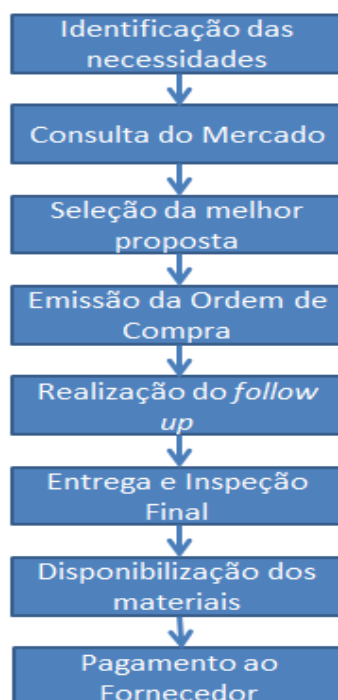 Identificação das
necessidades
Consulta do Mercado
Seleção da melhor
proposta
Emissão da Ordem de
Compra
Realização do follow
up
Entrega e Inspeção
Final
Disponibilização dos
materiais
Pagamento ao
Fornecedor